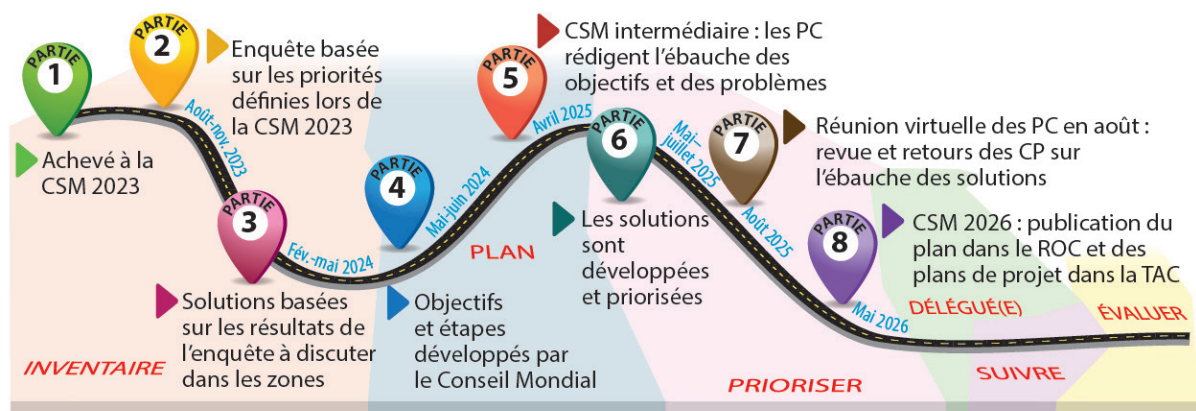 PARTIE
1
Achevé à la
CSM 2023
PARTIE
2
Enquête basée
sur les priorités
définies lors de
la CSM 2023
Août-nov. 2023
PARTIE
3
Solutions basées
sur les résultats de
l'enquête à discuter
dans les zones
INVENTAIRE
Fév.-mai 2024
PARTIE
4
Objectifs
et étapes
développés par
le Conseil Mondial
Mai-juin 2024
PLAN
PARTIE
5
CSM intermédiaire : les PC
rédigent l'ébauche des
objectifs et des problèmes
Avril 2025
PARTIE
6
Les solutions
sont
développées
et priorisées
Mai–
juillet 2025
PARTIE
7
Réunion virtuelle des PC en août :
revue et retours des CP sur
l'ébauche des solutions
Août 2025
PRIORISER
PARTIE
8
CSM 2026 : publication du
plan dans le ROC et des
plans de projet dans la TAC
Mai 2026
DÉLÉGUÉ(E)
SUIVRE
ÉVALUER